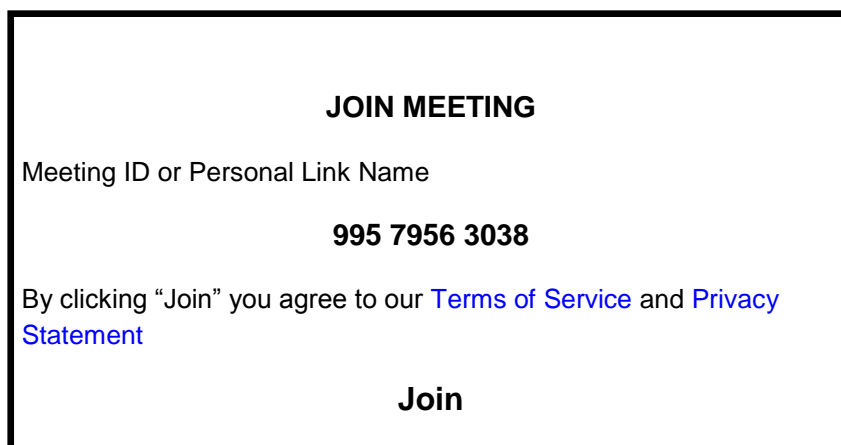 JOIN MEETING
Meeting ID or Personal Link Name
995 7956 3038
By clicking “Join” you agree to our Terms of Service and Privacy
Statement
Join